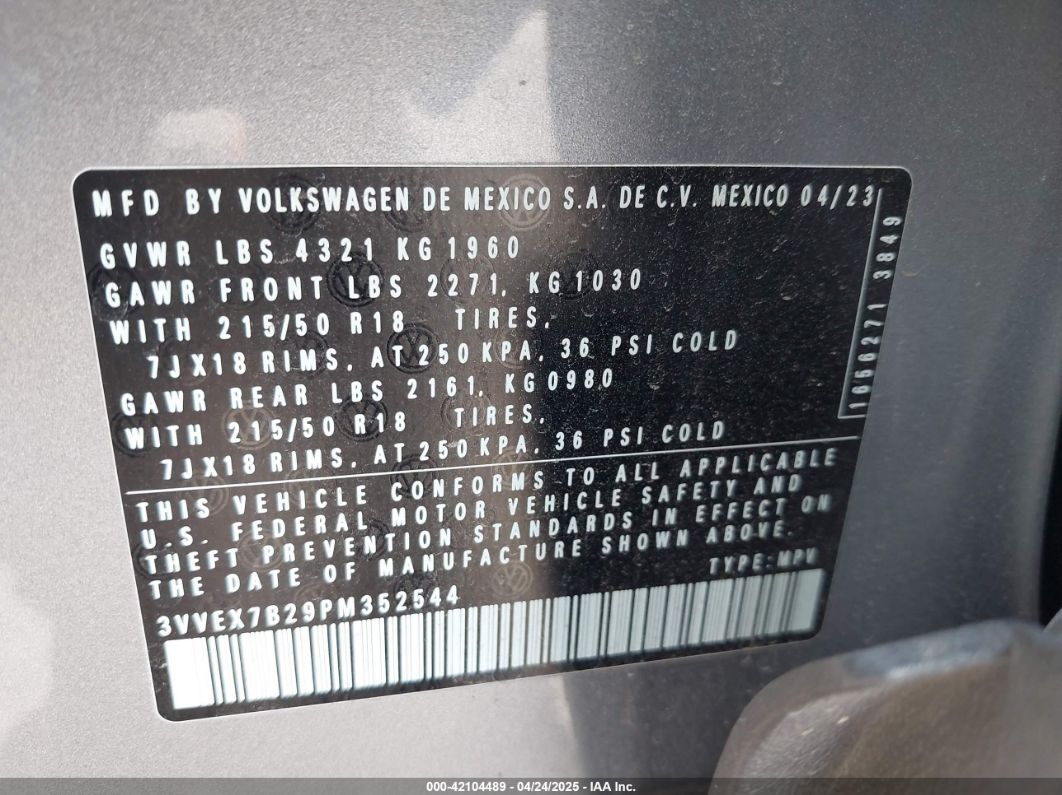 MFD BY VOLKSWAGEN DE MEXICO S.A. DE C.V. MEXICO 04/23
GVWR LBS 4321 KG 1960
GAWR FRONT LBS 2271, KG1030
WITH 215/50 R18 TIRES,
7JX18 RIMS, AT 250 KPA, 36 PSI COLD
GAWR REAR LBS 2161, KG0980
WITH 215/50 R18 TIRES,
7JX18 RIMS, AT 250 KPA, 36 PSI COLD
1656271 3849
THIS VEHICLE CONFORMS TO ALL APPLICABLE
U.S. FEDERAL MOTOR VEHICLE SAFETY AND
THEFT PREVENTION STANDARDS IN EFFECT ON
THE DATE OF MANUFACTURE SHOWN ABOVE.
TYPE:MPV
3VVEX7B29PM352544
000-42104489 - 04/24/2025 - IAA Inc.